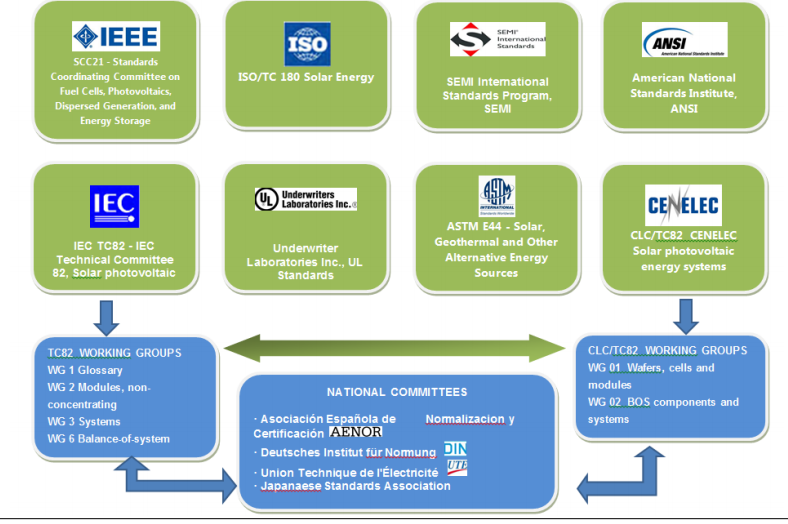 IEEE
SCC21 - Standards
Coordinating Committee on
Fuel Cells, Photovoltaics,
Dispersed Generation, and
Energy Storage
ISO
ISO/TC 180 Solar Energy
SEMI®
International
Standards
SEMI International
Standards Program,
SEMI
ANSI
American National Standards Institute
American National
Standards Institute,
ANSI
IEC
IEC TC82 - IEC
Technical Committee
82, Solar photovoltaic
UL
Underwriters
Laboratories Inc.®
Underwriter
Laboratories Inc., UL
Standards
ASTM
INTERNATIONAL
Standards Worldwide
ASTM E44 - Solar,
Geothermal and Other
Alternative Energy
Sources
CENELEC
CLC/TC82 CENELEC
Solar photovoltaic
energy systems
TC82 WORKING GROUPS
WG 1 Glossary
WG 2 Modules, non-
concentrating
WG 3 Systems
WG 6 Balance-of-system
CLC/TC82 WORKING GROUPS
WG 01 Wafers, cells and
modules
WG 02 BOS components and
systems
NATIONAL COMMITTEES
· Asociación Española de Normalizacion y
Certificación AENOR
· Deutsches Institut für Normung DIN
· Union Technique de l'Électricité UTE
· Japanaese Standards Association